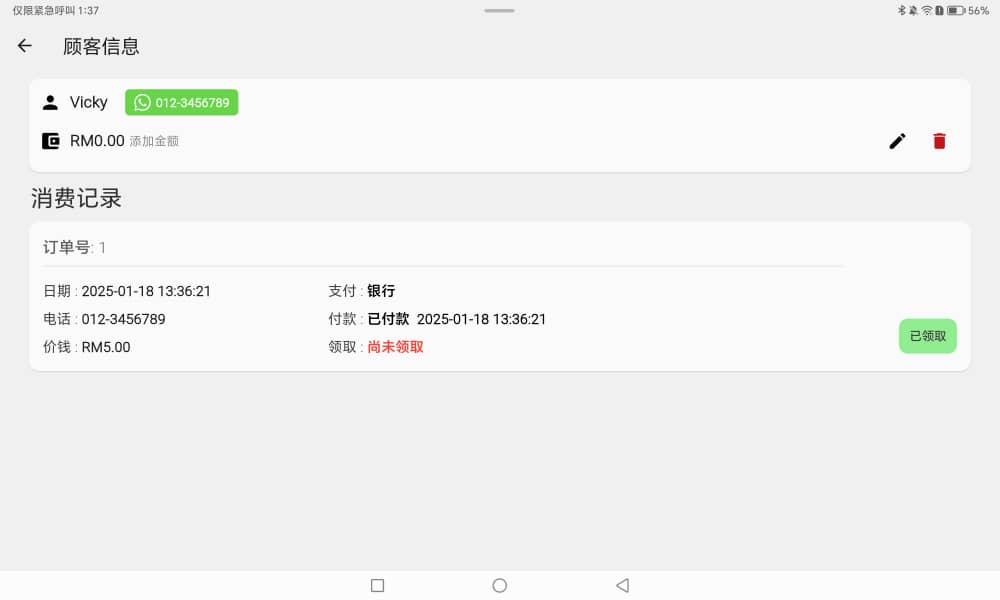 仅限紧急呼叫 1:37
56%
顾客信息
Vicky 012-3456789
RM0.00 添加金额
消费记录
订单号: 1
日期 : 2025-01-18 13:36:21
支付 : 银行
电话 : 012-3456789
付款 : 已付款 2025-01-18 13:36:21
价钱 : RM5.00
领取 : 尚未领取
已领取